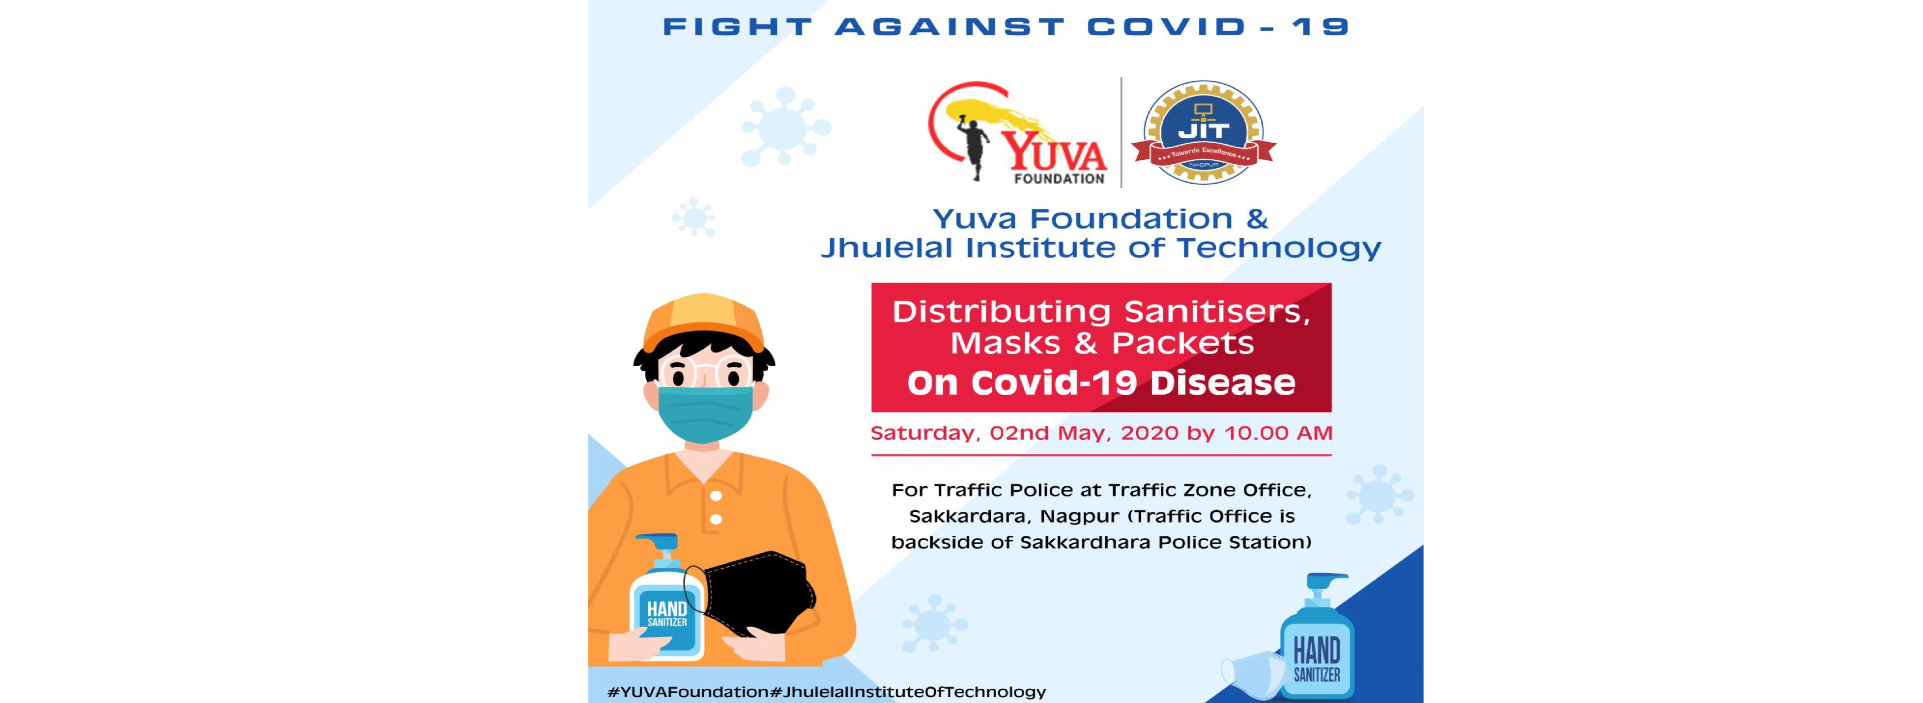 FIGHT AGAINST COVID - 19
YUVA
FOUNDATION
JIT
Towards Excellence
NAGPUR
Yuva Foundation &
Jhulelal Institute of Technology
Distributing Sanitisers,
Masks & Packets
On Covid-19 Disease
Saturday, 02nd May, 2020 by 10.00 AM
For Traffic Police at Traffic Zone Office,
Sakkardara, Nagpur (Traffic Office is
backside of Sakkardhara Police Station)
HAND
SANITIZER
HAND
SANITIZER
#YUVAFoundation#JhulelalInstituteOfTechnology